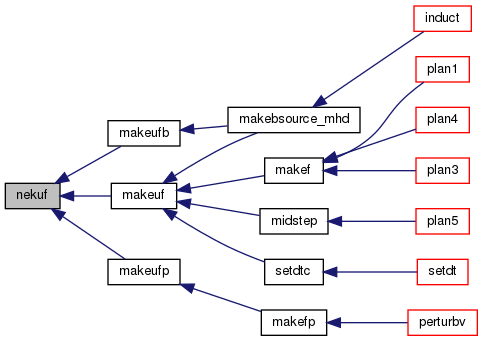 induct
plan1
makebsource_mhd
plan4
makeufb
makef
plan3
nekuf
makeuf
midstep
plan5
setdtc
setdt
makeufp
makefp
perturbv